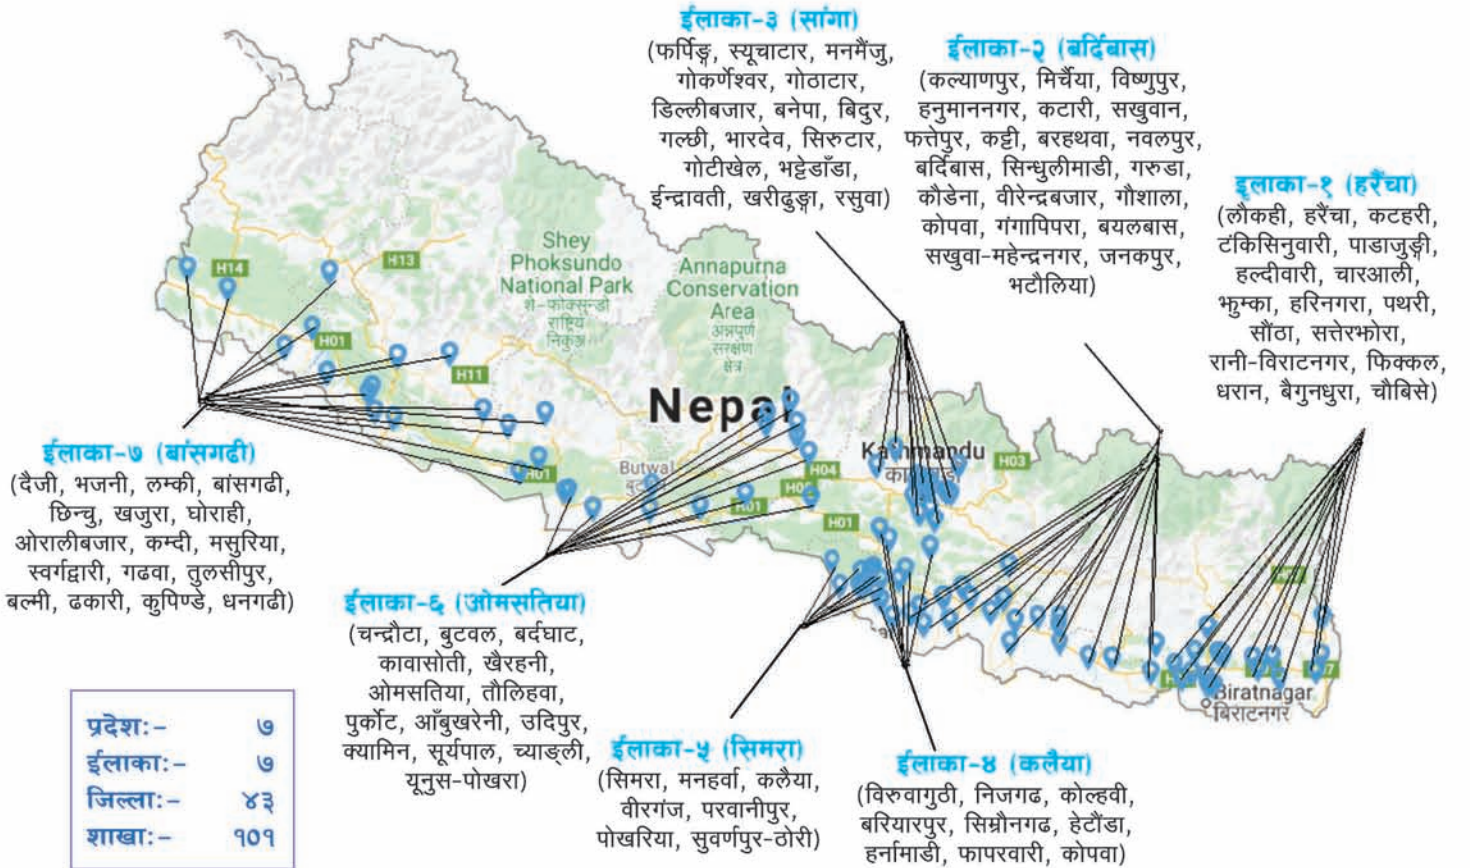 ईलाका-३ (सांगा)
(फर्पिङ्ग, स्यूचाटार, मनमैंजु,
गोकर्णेश्वर, गोठाटार,
डिल्लीबजार, बनेपा, बिदुर,
गल्छी, भारदेव, सिरुटार,
गोटीखेल, भट्टेडाँडा,
ईन्द्रावती, खरीढुङ्गा, रसुवा)
ईलाका-२ (बर्दिबास)
(कल्याणपुर, मिर्चैया, विष्णुपुर,
हनुमाननगर, कटारी, सखुवान,
फत्तेपुर, कट्टी, बरहथवा, नवलपुर,
बर्दिबास, सिन्धुलीमाडी, गरुडा,
कौडेना, वीरेन्द्रबजार, गौशाला,
कोपवा, गंगापिपरा, बयलबास,
सखुवा-महेन्द्रनगर, जनकपुर,
भटौलिया)
इलाका-१ (हरैंचा)
(लौकही, हरैंचा, कटहरी,
टंकिसिनुवारी, पाडाजुङ्गी,
हल्दीवारी, चारआली,
झुम्का, हरिनगरा, पथरी,
सौंठा, सत्तेरझोरा,
रानी-विराटनगर, फिक्कल,
धरान, बैगुनधुरा, चौबिसे)
Shey
Phoksundo
National Park
शे-फोक्सुन्डो
राष्ट्रिय
निकुञ्ज
Annapurna
Conservation
Area
अन्नपूर्ण
संरक्षण
क्षेत्र
H14
H13
H01
H11
Nepal
Kathmandu
H03
H04
H01
Butwal
H01
H01
Biratnagar
बिराटनगर
ईलाका-७ (बांसगढी)
(दैजी, भजनी, लम्की, बांसगढी,
छिन्चु, खजुरा, घोराही,
ओरालीबजार, कम्दी, मसुरिया,
स्वर्गद्वारी, गढवा, तुलसीपुर,
बल्मी, ढकारी, कुपिण्डे, धनगढी)
ईलाका-६ (ओमसतिया)
(चन्द्रौटा, बुटवल, बर्दघाट,
कावासोती, खैरहनी,
ओमसतिया, तौलिहवा,
पुर्कोट, आँबुखरेनी, उदिपुर,
क्यामिन, सूर्यपाल, च्याङ्ली,
यूनुस-पोखरा)
ईलाका-५ (सिमरा)
(सिमरा, मनहर्वा, कलैया,
वीरगंज, परवानीपुर,
पोखरिया, सुवर्णपुर-ठोरी)
ईलाका-४ (कलैया)
(विरुवागुठी, निजगढ, कोल्हवी,
बरियारपुर, सिम्रौनगढ, हेटौंडा,
हर्नामाडी, फापरवारी, कोपवा)
प्रदेशः- ७
ईलाकाः- ७
जिल्लाः- ४३
शाखाः- १०१